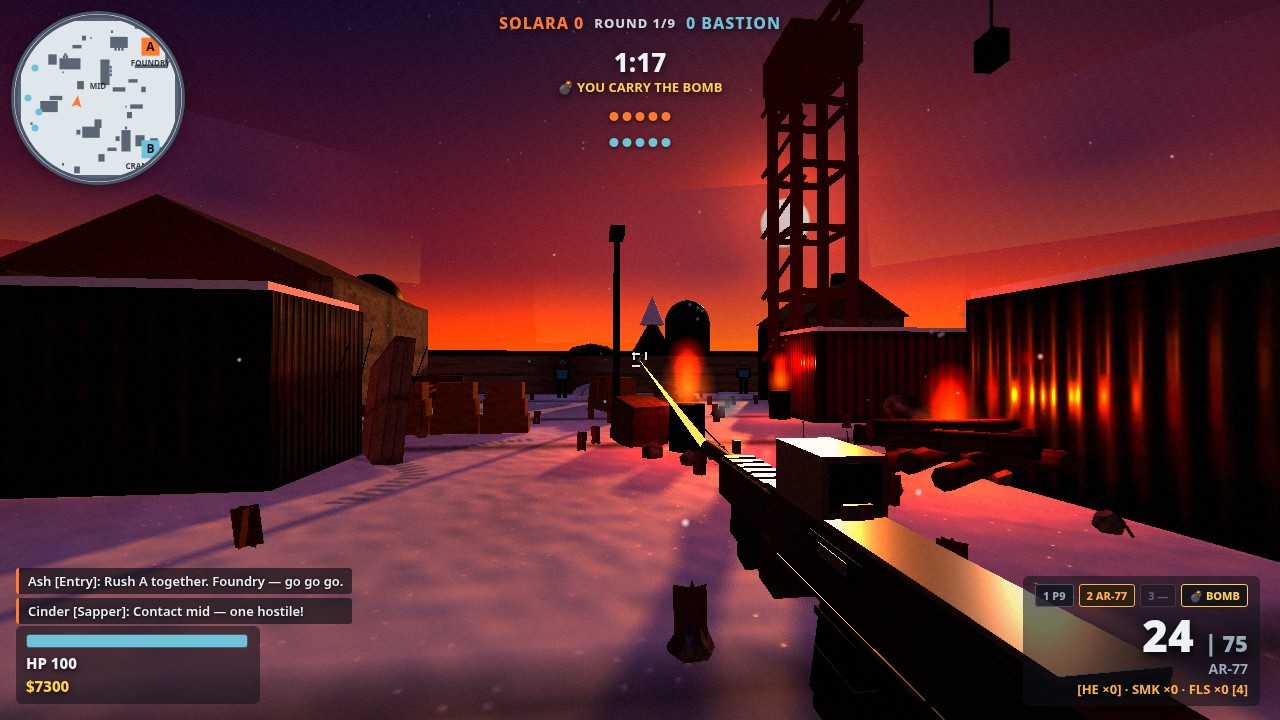 SOLARA 0 ROUND 1/9 0 BASTION
1:17
💣 YOU CARRY THE BOMB
A
FOUNDRY
MID
B
CRA
Ash [Entry]: Rush A together. Foundry — go go go.
Cinder [Sapper]: Contact mid — one hostile!
HP 100
$7300
1 P9 2 AR-77 3 — 💣 BOMB
24 | 75
AR-77
[HE ×0] · SMK ×0 · FLS ×0 [4]